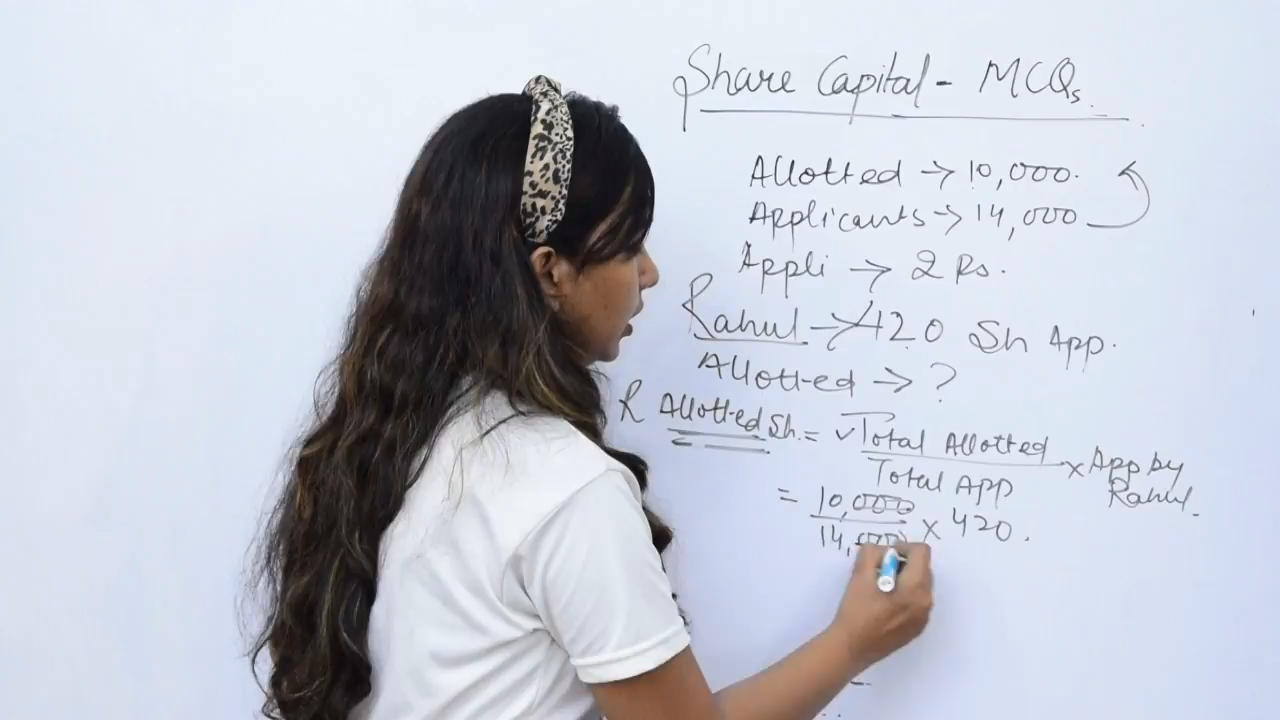 Share Capital - MCQs.
Allotted → 10,000.
Applicants → 14,000
Appli → 2 Rs.
Rahul → 420 Sh App.
Allotted → ?
R Allotted Sh. = Total Allotted
Total App
× App by Rahul.
= 10,000
14,000
× 420.